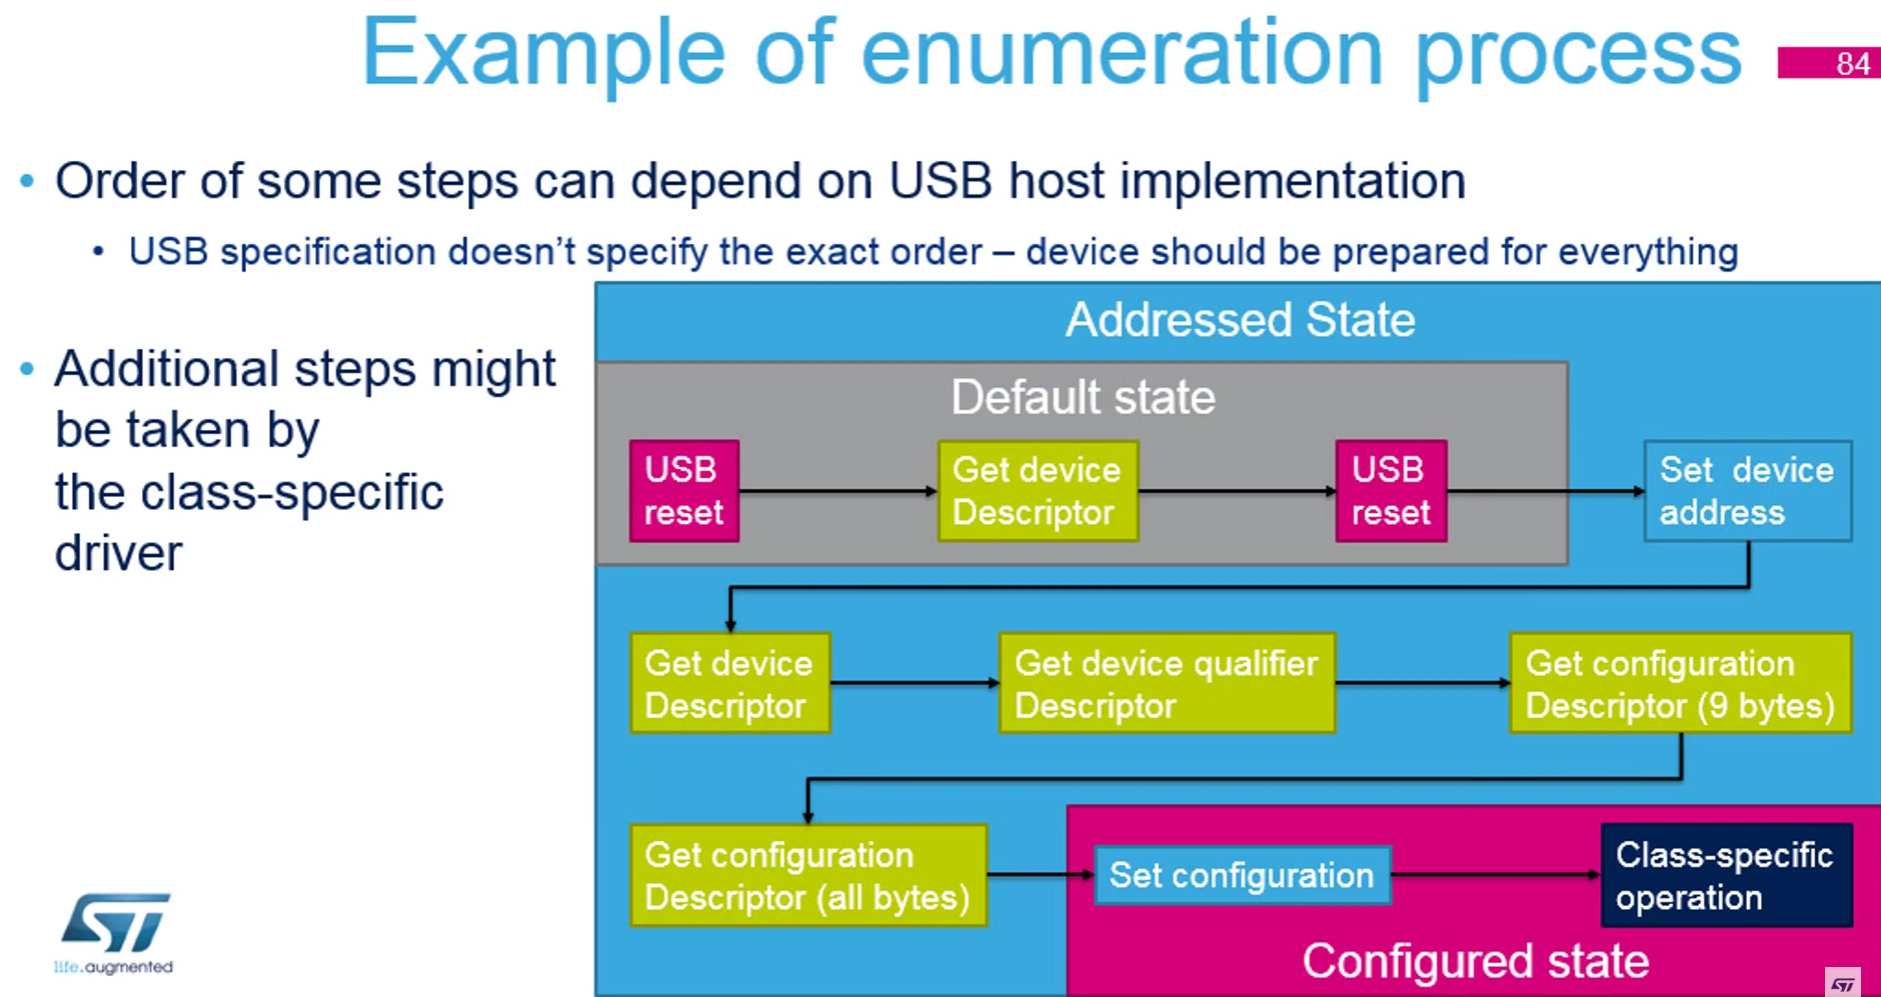 Example of enumeration process
84
• Order of some steps can depend on USB host implementation
• USB specification doesn't specify the exact order – device should be prepared for everything
• Additional steps might
be taken by
the class-specific
driver
Addressed State
Default state
USB
reset
Get device
Descriptor
USB
reset
Set device
address
Get device
Descriptor
Get device qualifier
Descriptor
Get configuration
Descriptor (9 bytes)
Get configuration
Descriptor (all bytes)
Set configuration
Class-specific
operation
Configured state
ST
life.augmented
ST